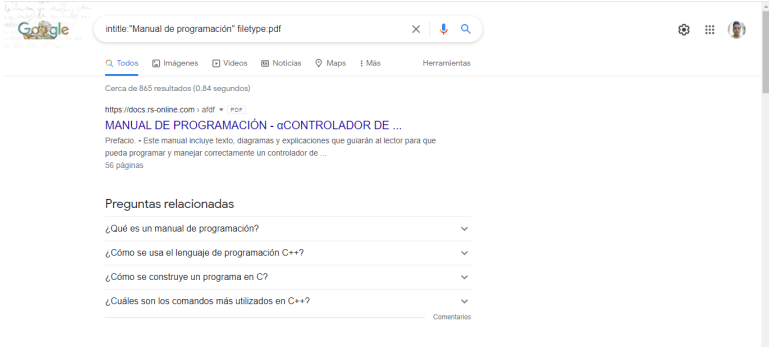 Google
intitle:"Manual de programación" filetype:pdf
Todos Imágenes Videos Noticias Maps Más Herramientas
Cerca de 865 resultados (0.84 segundos)
https://docs.rs-online.com › afdf PDF
MANUAL DE PROGRAMACIÓN - αCONTROLADOR DE ...
Prefacio. • Este manual incluye texto, diagramas y explicaciones que guiarán al lector para que
pueda programar y manejar correctamente un controlador de ...
56 páginas
Preguntas relacionadas
¿Qué es un manual de programación?
¿Cómo se usa el lenguaje de programación C++?
¿Cómo se construye un programa en C?
¿Cuáles son los comandos más utilizados en C++?
Comentarios